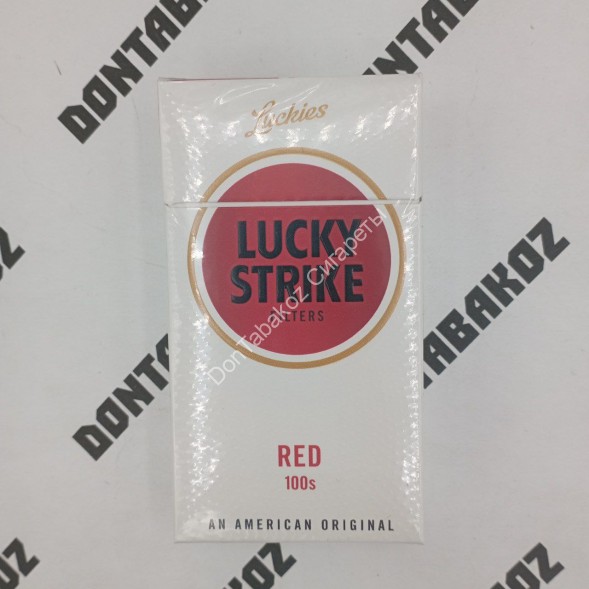 DONTABAKOZ
DONTABAKOZ
Luckies
LUCKY
STRIKE
FILTERS
DonTabakoz Сигареты
RED
100s
AN AMERICAN ORIGINAL